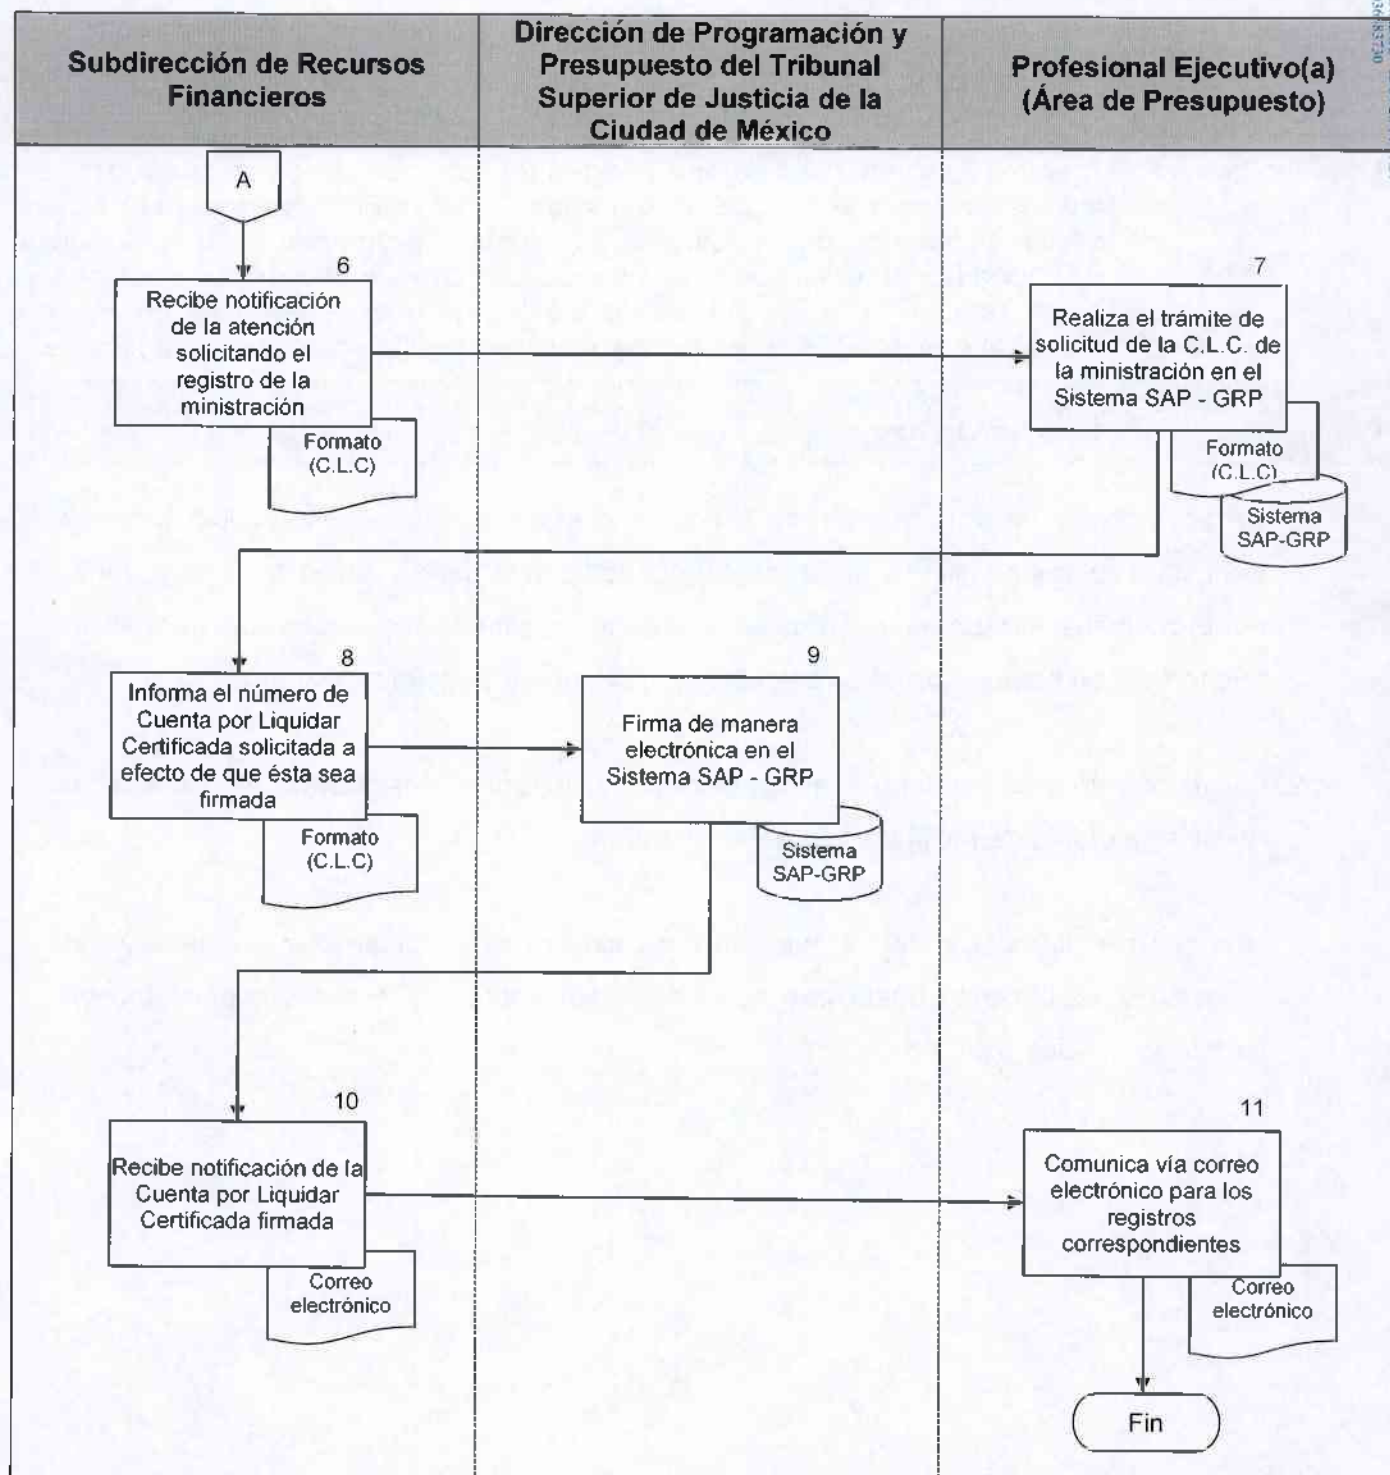 Subdirección de Recursos
Financieros
Dirección de Programación y
Presupuesto del Tribunal
Superior de Justicia de la
Ciudad de México
Profesional Ejecutivo(a)
(Área de Presupuesto)
A
6
Recibe notificación
de la atención
solicitando el
registro de la
ministración
Formato
(C.L.C)
7
Realiza el trámite de
solicitud de la C.L.C. de
la ministración en el
Sistema SAP - GRP
Formato
(C.L.C)
Sistema
SAP-GRP
8
Informa el número de
Cuenta por Liquidar
Certificada solicitada a
efecto de que ésta sea
firmada
Formato
(C.L.C)
9
Firma de manera
electrónica en el
Sistema SAP - GRP
Sistema
SAP-GRP
10
Recibe notificación de la
Cuenta por Liquidar
Certificada firmada
Correo
electrónico
11
Comunica vía correo
electrónico para los
registros
correspondientes
Correo
electrónico
Fin